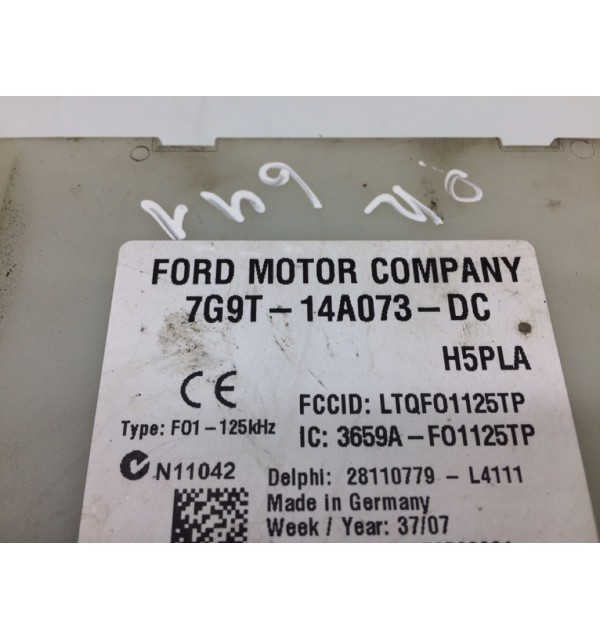 FORD MOTOR COMPANY
7G9T - 14A073 - DC
H5PLA
CE
FCCID: LTQFO1125TP
Type: F01 - 125kHz
IC: 3659A - FO1125TP
N11042
Delphi: 28110779 - L4111
Made in Germany
Week / Year: 37/07